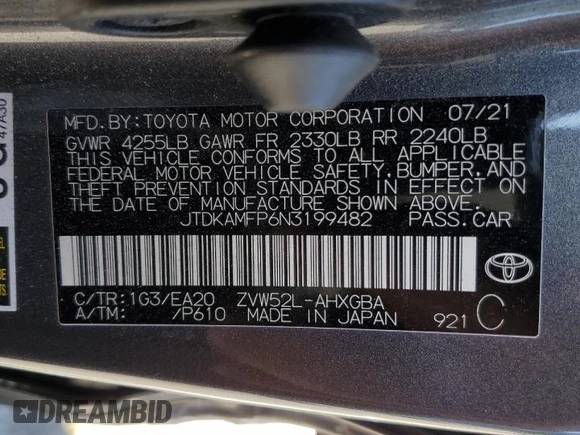 MFD.BY:TOYOTA MOTOR CORPORATION 07/21
GVWR 4255LB GAWR FR 2330LB RR 2240LB
THIS VEHICLE CONFORMS TO ALL APPLICABLE
FEDERAL MOTOR VEHICLE SAFETY,BUMPER,AND
THEFT PREVENTION STANDARDS IN EFFECT ON
THE DATE OF MANUFACTURE SHOWN ABOVE.
JTDKAMFP6N3199482 PASS.CAR
C/TR:1G3/EA20 ZVW52L-AHXGBA
A/TM: /P610 MADE IN JAPAN 921 C
47A30
DREAMBID